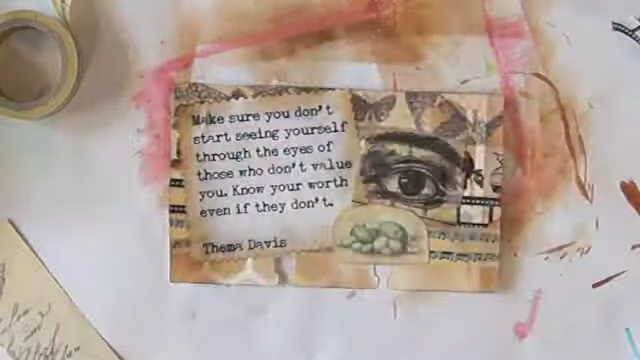 Make sure you don't
start seeing yourself
through the eyes of
those who don't value
you. Know your worth
even if they don't.
Thema Davis